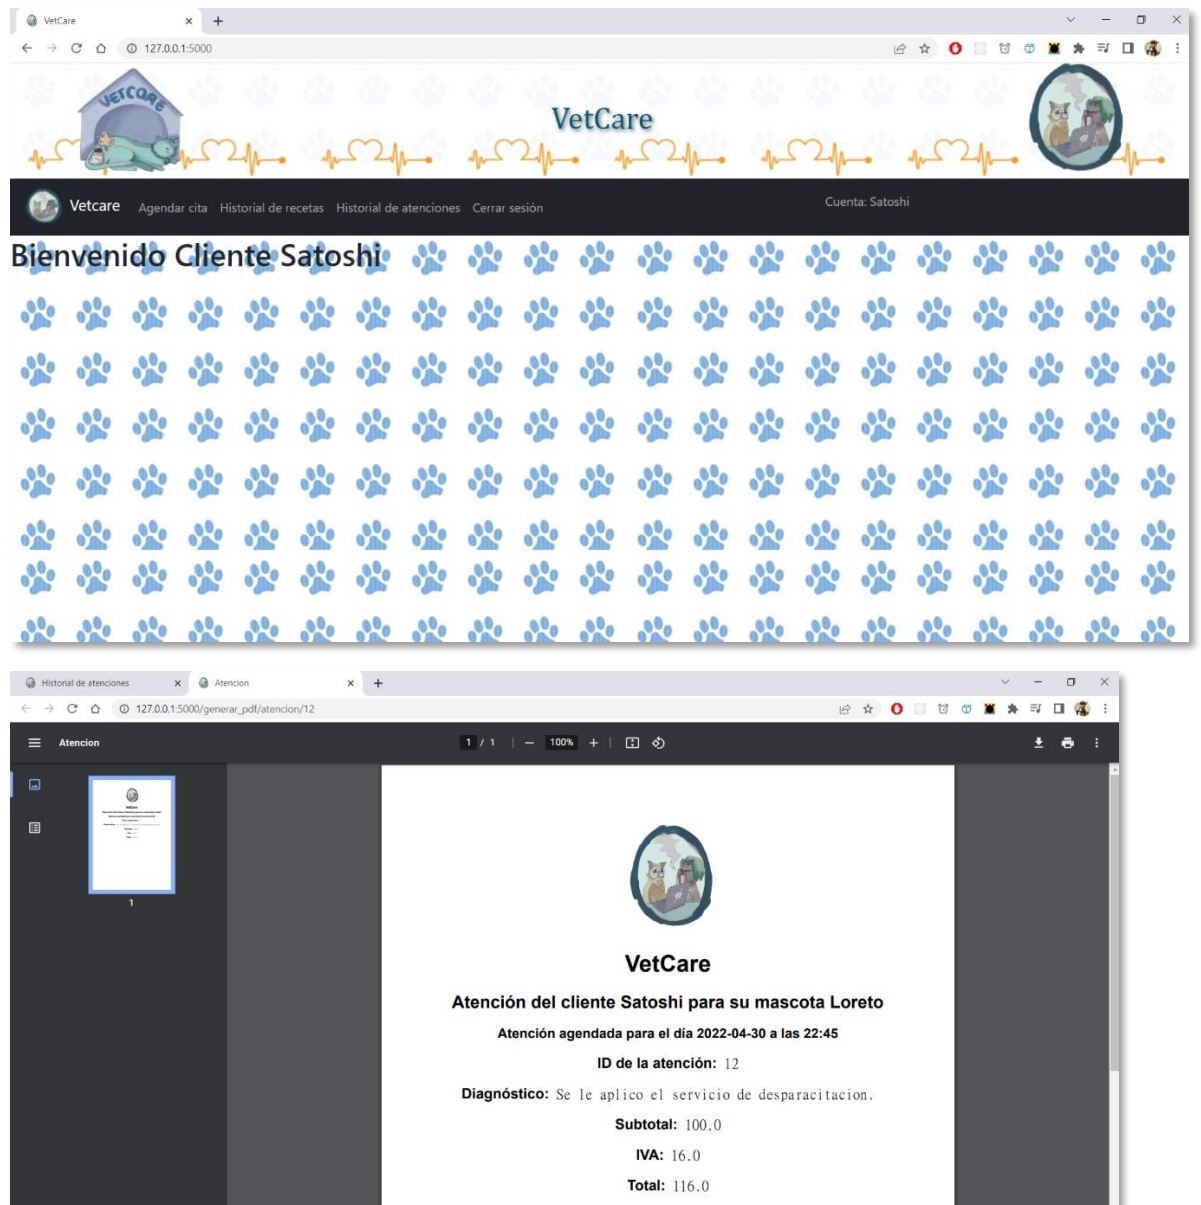 VetCare
127.0.0.1:5000
VETCARE
VetCare
Vetcare Agendar cita Historial de recetas Historial de atenciones Cerrar sesión Cuenta: Satoshi
Bienvenido Cliente Satoshi
Historial de atenciones Atencion
127.0.0.1:5000/generar_pdf/atencion/12
Atencion 1 / 1 100%
1
VetCare
Atención del cliente Satoshi para su mascota Loreto
Atención agendada para el día 2022-04-30 a las 22:45
ID de la atención: 12
Diagnóstico: Se le aplico el servicio de desparacitacion.
Subtotal: 100.0
IVA: 16.0
Total: 116.0